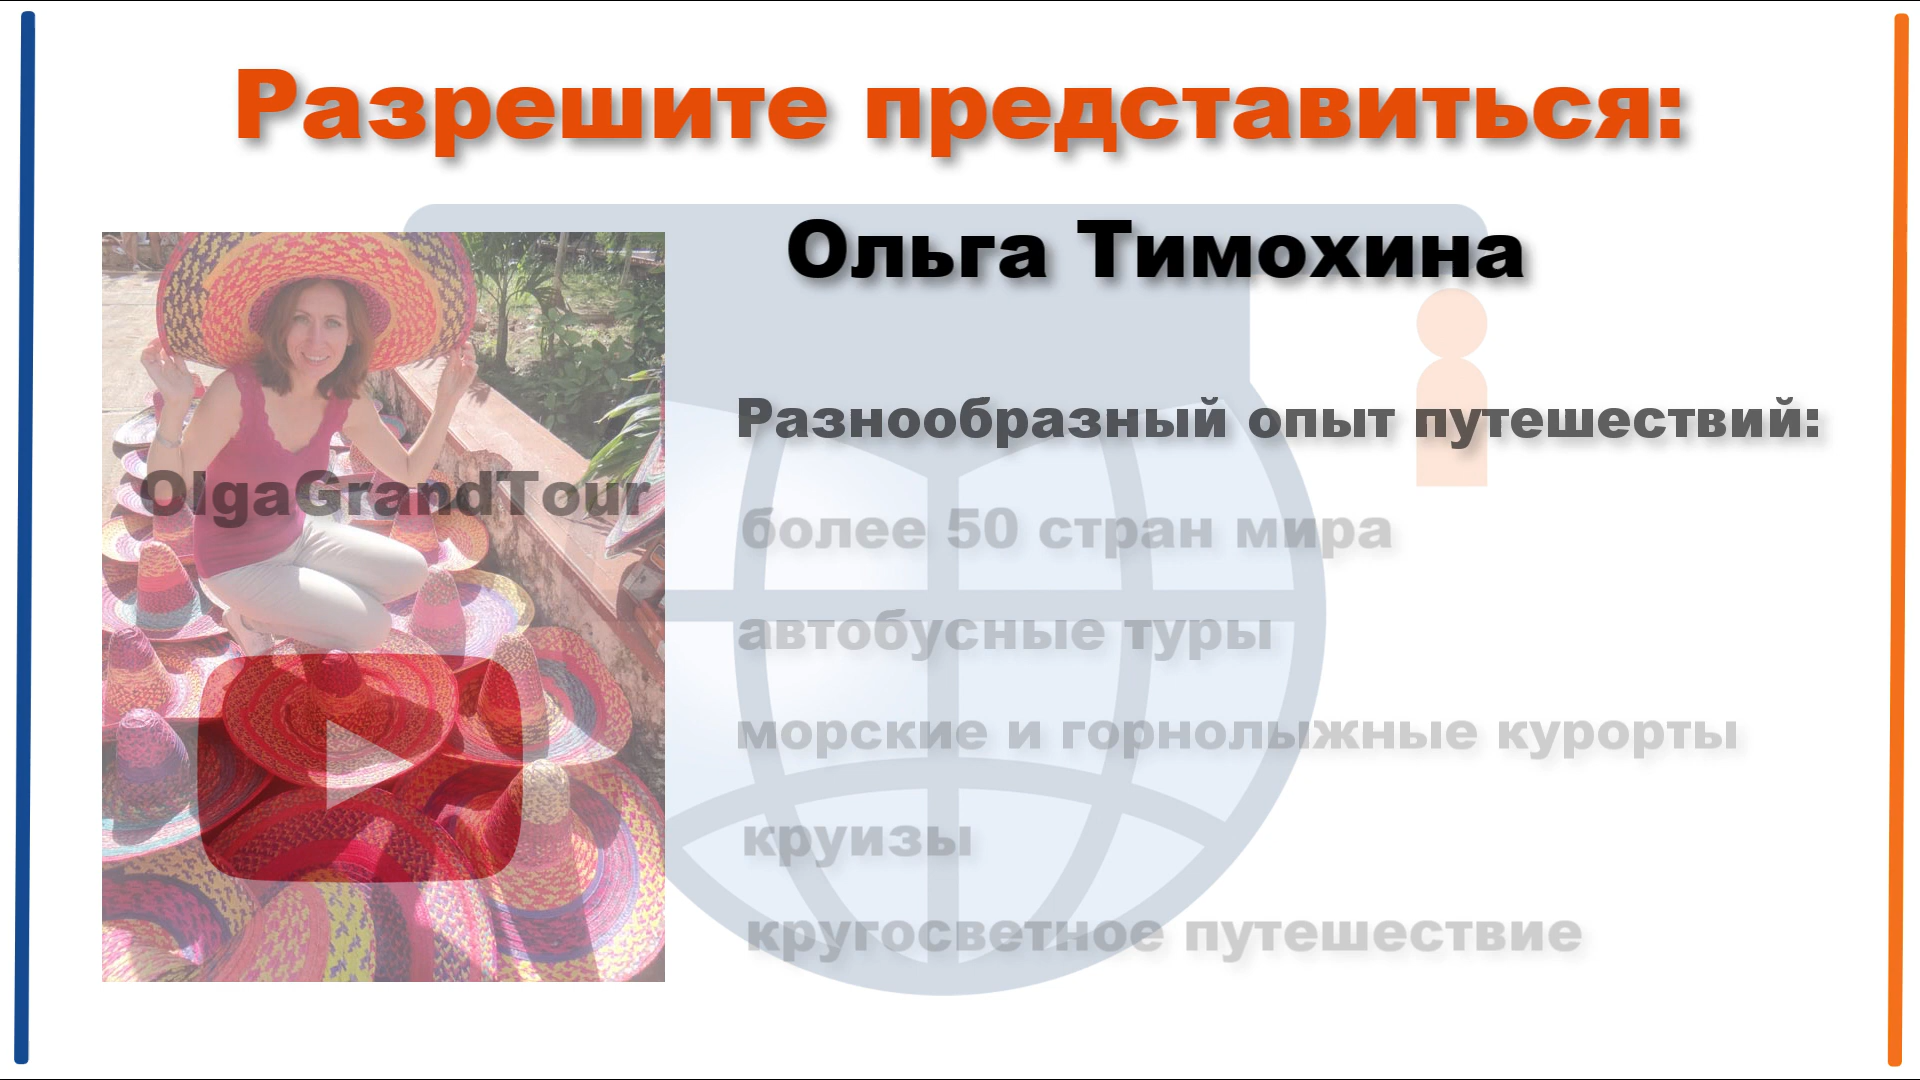 Разрешите представиться:
Ольга Тимохина
Разнообразный опыт путешествий:
OlgaGrandTour
более 50 стран мира
автобусные туры
морские и горнолыжные курорты
круизы
кругосветное путешествие